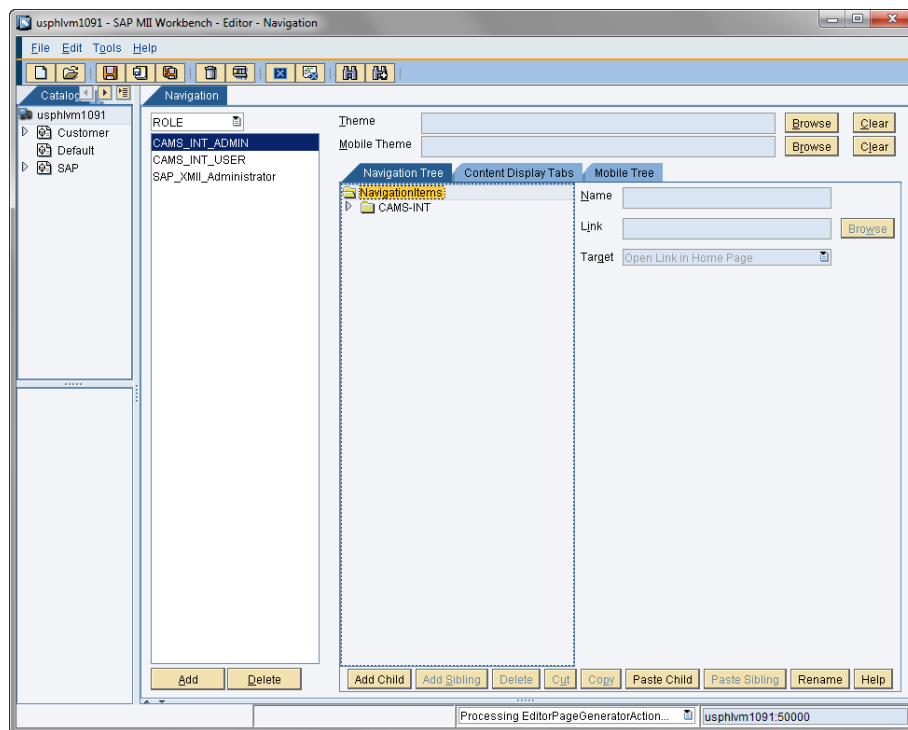 usphlvm1091 - SAP MII Workbench - Editor - Navigation
File Edit Tools Help
Catalog Navigation
usphlvm1091
Customer
Default
SAP
ROLE
CAMS_INT_ADMIN
CAMS_INT_USER
SAP_XMII_Administrator
Theme Browse Clear
Mobile Theme Browse Clear
Navigation Tree Content Display Tabs Mobile Tree
NavigationItems
CAMS-INT
Name
Link Browse
Target Open Link in Home Page
Add Delete Add Child Add Sibling Delete Cut Copy Paste Child Paste Sibling Rename Help
Processing EditorPageGeneratorAction... usphlvm1091:50000